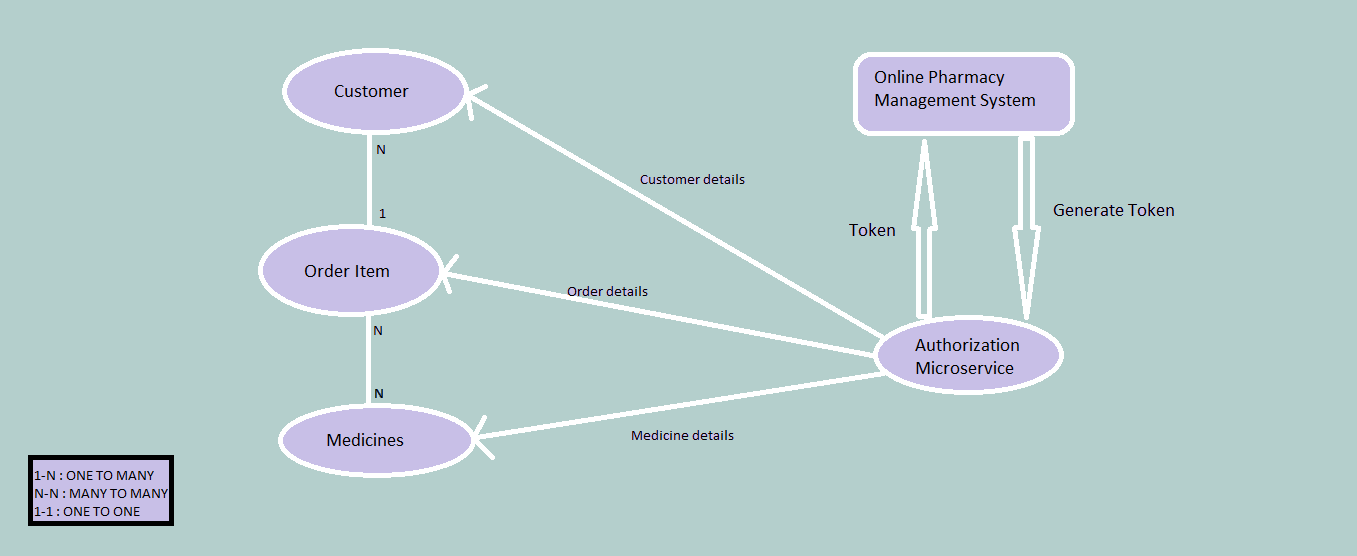 Customer
N
1
Order Item
N
N
Medicines
Customer details
Order details
Medicine details
Online Pharmacy
Management System
Token
Generate Token
Authorization
Microservice
1-N : ONE TO MANY
N-N : MANY TO MANY
1-1 : ONE TO ONE